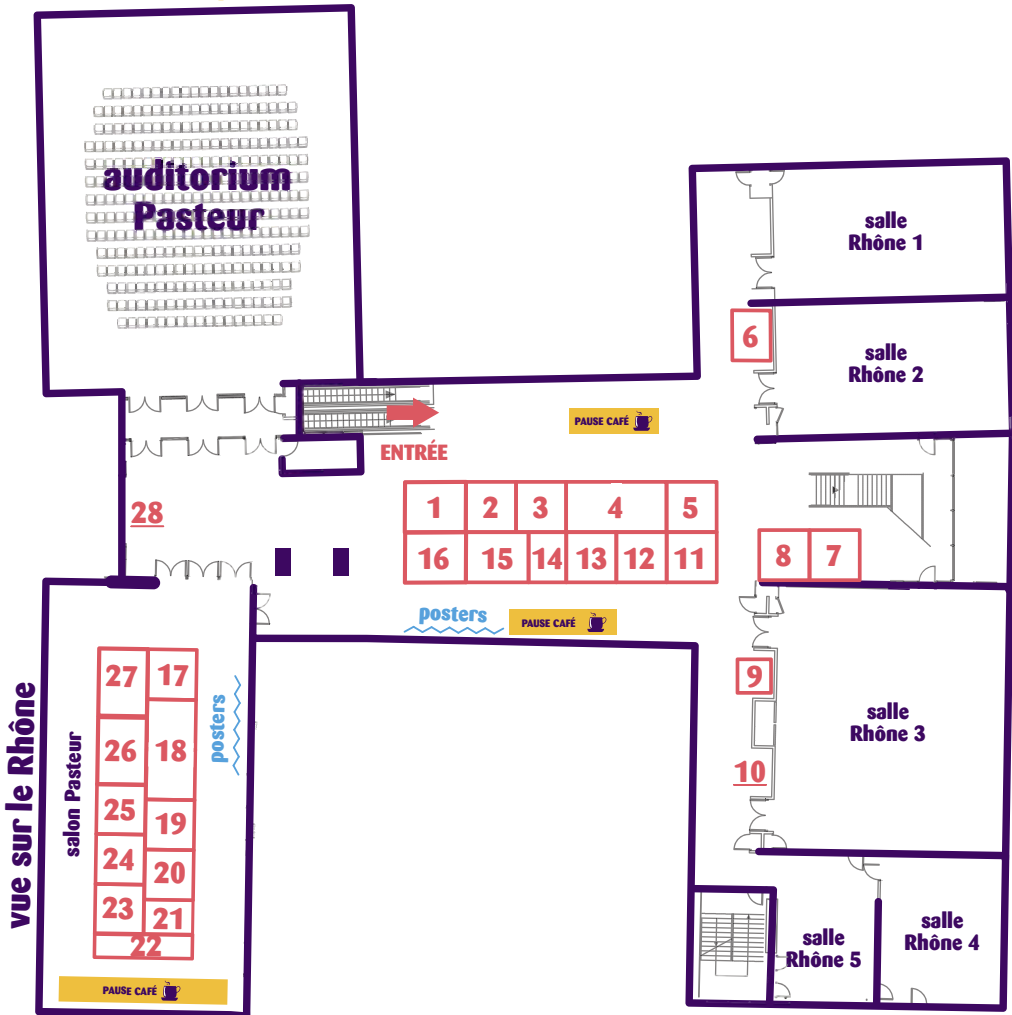 auditorium
Pasteur
salle
Rhône 1
6
salle
Rhône 2
PAUSE CAFÉ
ENTRÉE
28
1 2 3 4 5
16 15 14 13 12 11
8 7
posters
PAUSE CAFÉ
9
salle
Rhône 3
10
vue sur le Rhône
salon Pasteur
27 17
26 18
25 19
24 20
23 21
22
posters
PAUSE CAFÉ
salle
Rhône 5
salle
Rhône 4